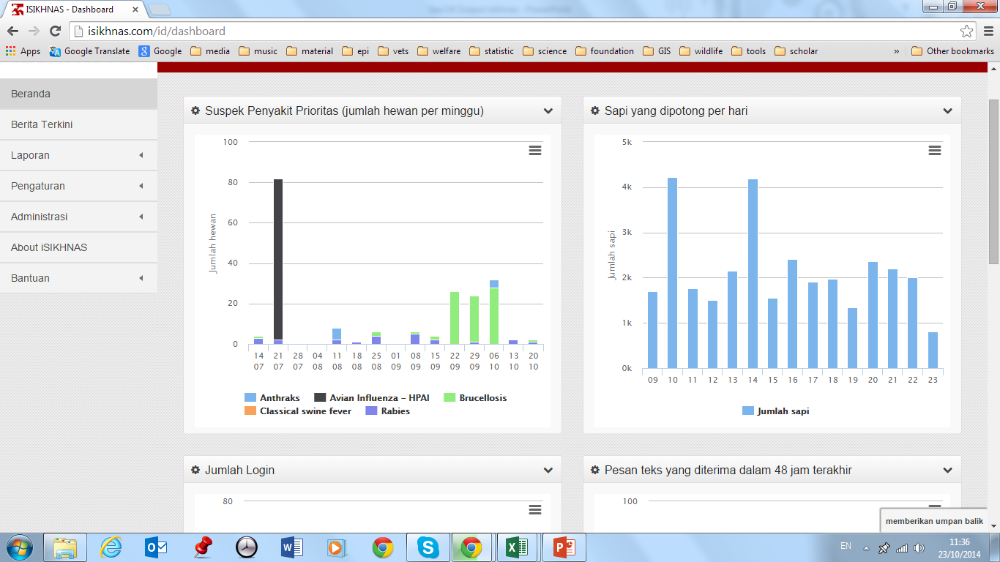 ISIKHNAS - Dashboard
isikhnas.com/id/dashboard
Apps Google Translate Google media music material epi vets welfare statistic science foundation GIS wildlife tools scholar » Other bookmarks
Beranda
Berita Terkini
Laporan
Pengaturan
Administrasi
About iSIKHNAS
Bantuan
Suspek Penyakit Prioritas (jumlah hewan per minggu)
100
80
60
40
20
0
Jumlah hewan
14 21 28 04 11 18 25 01 08 15 22 29 06 13 20
07 07 07 08 08 08 08 09 09 09 09 09 10 10 10
Anthraks Avian Influenza - HPAI Brucellosis
Classical swine fever Rabies
Sapi yang dipotong per hari
5k
4k
3k
2k
1k
0k
Jumlah sapi
09 10 11 12 13 14 15 16 17 18 19 20 21 22 23
Jumlah sapi
Jumlah Login
80
Pesan teks yang diterima dalam 48 jam terakhir
100
memberikan umpan balik
EN
11:36
23/10/2014